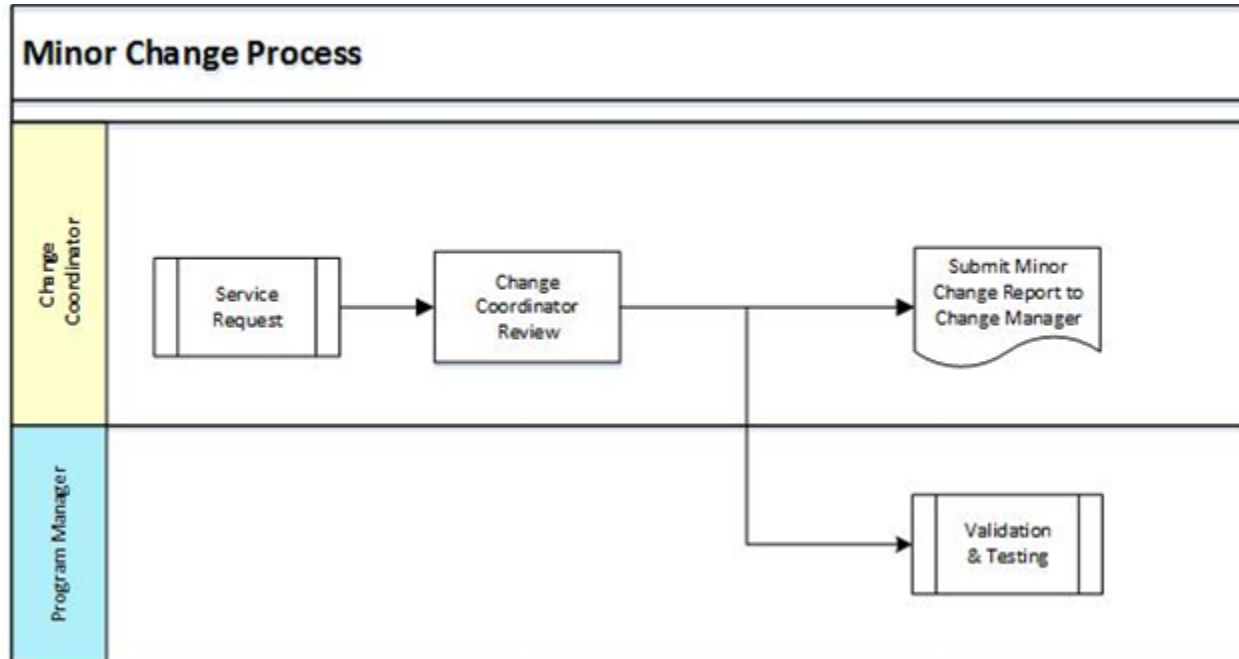 Minor Change Process
Change
Coordinator
Service
Request
Change
Coordinator
Review
Submit Minor
Change Report to
Change Manager
Program Manager
Validation
& Testing